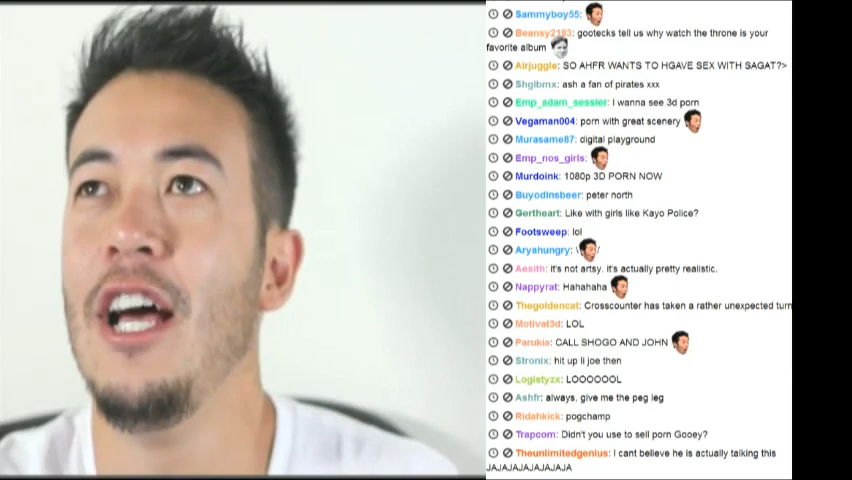 Sammyboy55:
Beansy2183: gootecks tell us why watch the throne is your
favorite album
Airjuggle: SO AHFR WANTS TO HGAVE SEX WITH SAGAT?>
Shglbmx: ash a fan of pirates xxx
Emp_adam_sessler: I wanna see 3d porn
Vegaman004: porn with great scenery
Murasame87: digital playground
Emp_nos_girls:
Murdoink: 1080p 3D PORN NOW
Buyodinsbeer: peter north
Gertheart: Like with girls like Kayo Police?
Footsweep: lol
Aryahungry: \ /
Aesith: it's not artsy. it's actually pretty realistic.
Nappyrat: Hahahaha
Thegoldencat: Crosscounter has taken a rather unexpected turn
Motivat3d: LOL
Parukia: CALL SHOGO AND JOHN
Stronix: hit up li joe then
Logistyzx: LOOOOOOL
Ashfr: always, give me the peg leg
Ridahkick: pogchamp
Trapcom: Didn't you use to sell porn Gooey?
Theunlimitedgenius: I cant believe he is actually talking this
JAJAJAJAJAJAJAJA